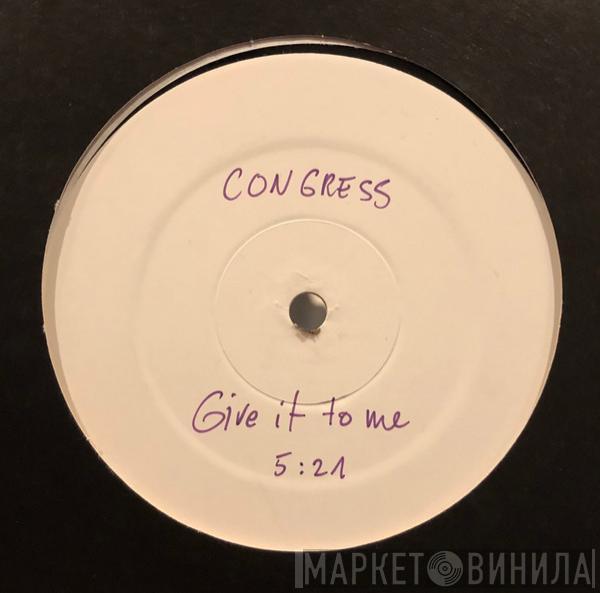 CONGRESS
Give it to me
5:21
МАРКЕТ ВИНИЛА